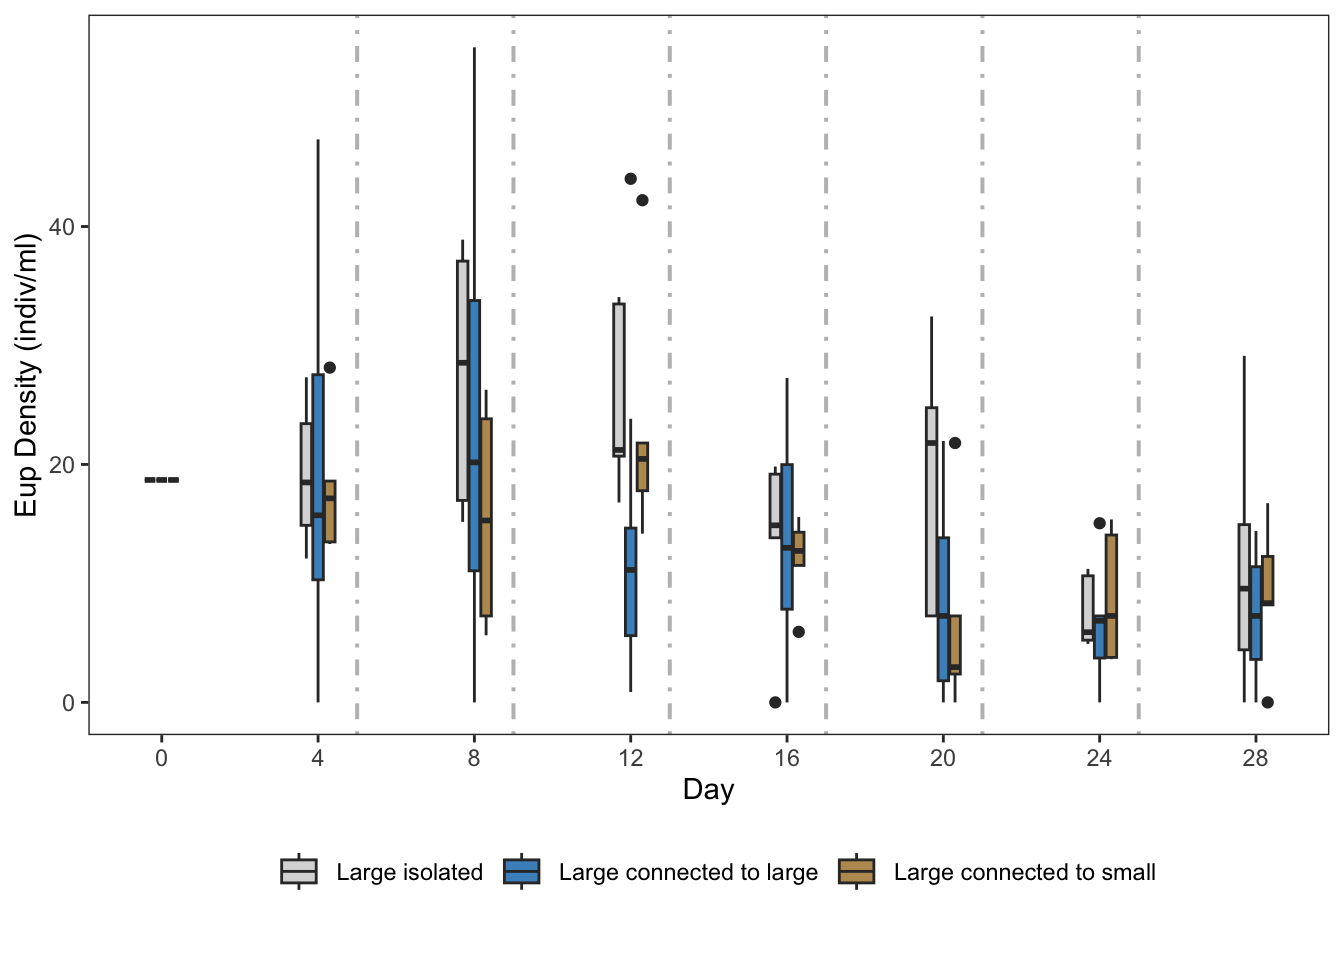 Eup Density (indiv/ml)
40
20
0
0 4 8 12 16 20 24 28
Day
Large isolated Large connected to large Large connected to small